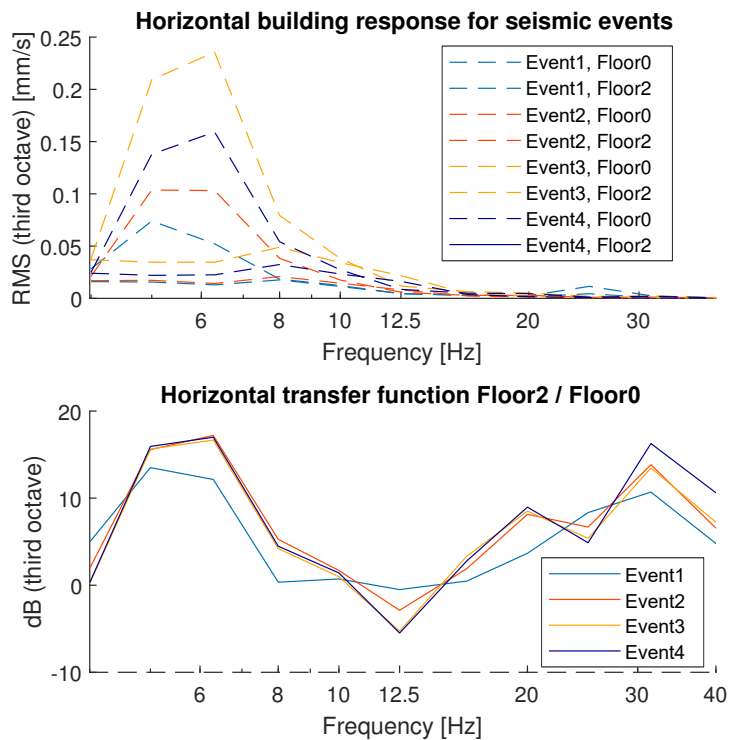 Horizontal building response for seismic events
RMS (third octave) [mm/s]
0.25
0.2
0.15
0.1
0.05
0
Event1, Floor0
Event1, Floor2
Event2, Floor0
Event2, Floor2
Event3, Floor0
Event3, Floor2
Event4, Floor0
Event4, Floor2
6 8 10 12.5 20 30
Frequency [Hz]
Horizontal transfer function Floor2 / Floor0
dB (third octave)
20
10
0
-10
Event1
Event2
Event3
Event4
6 8 10 12.5 20 30 40
Frequency [Hz]